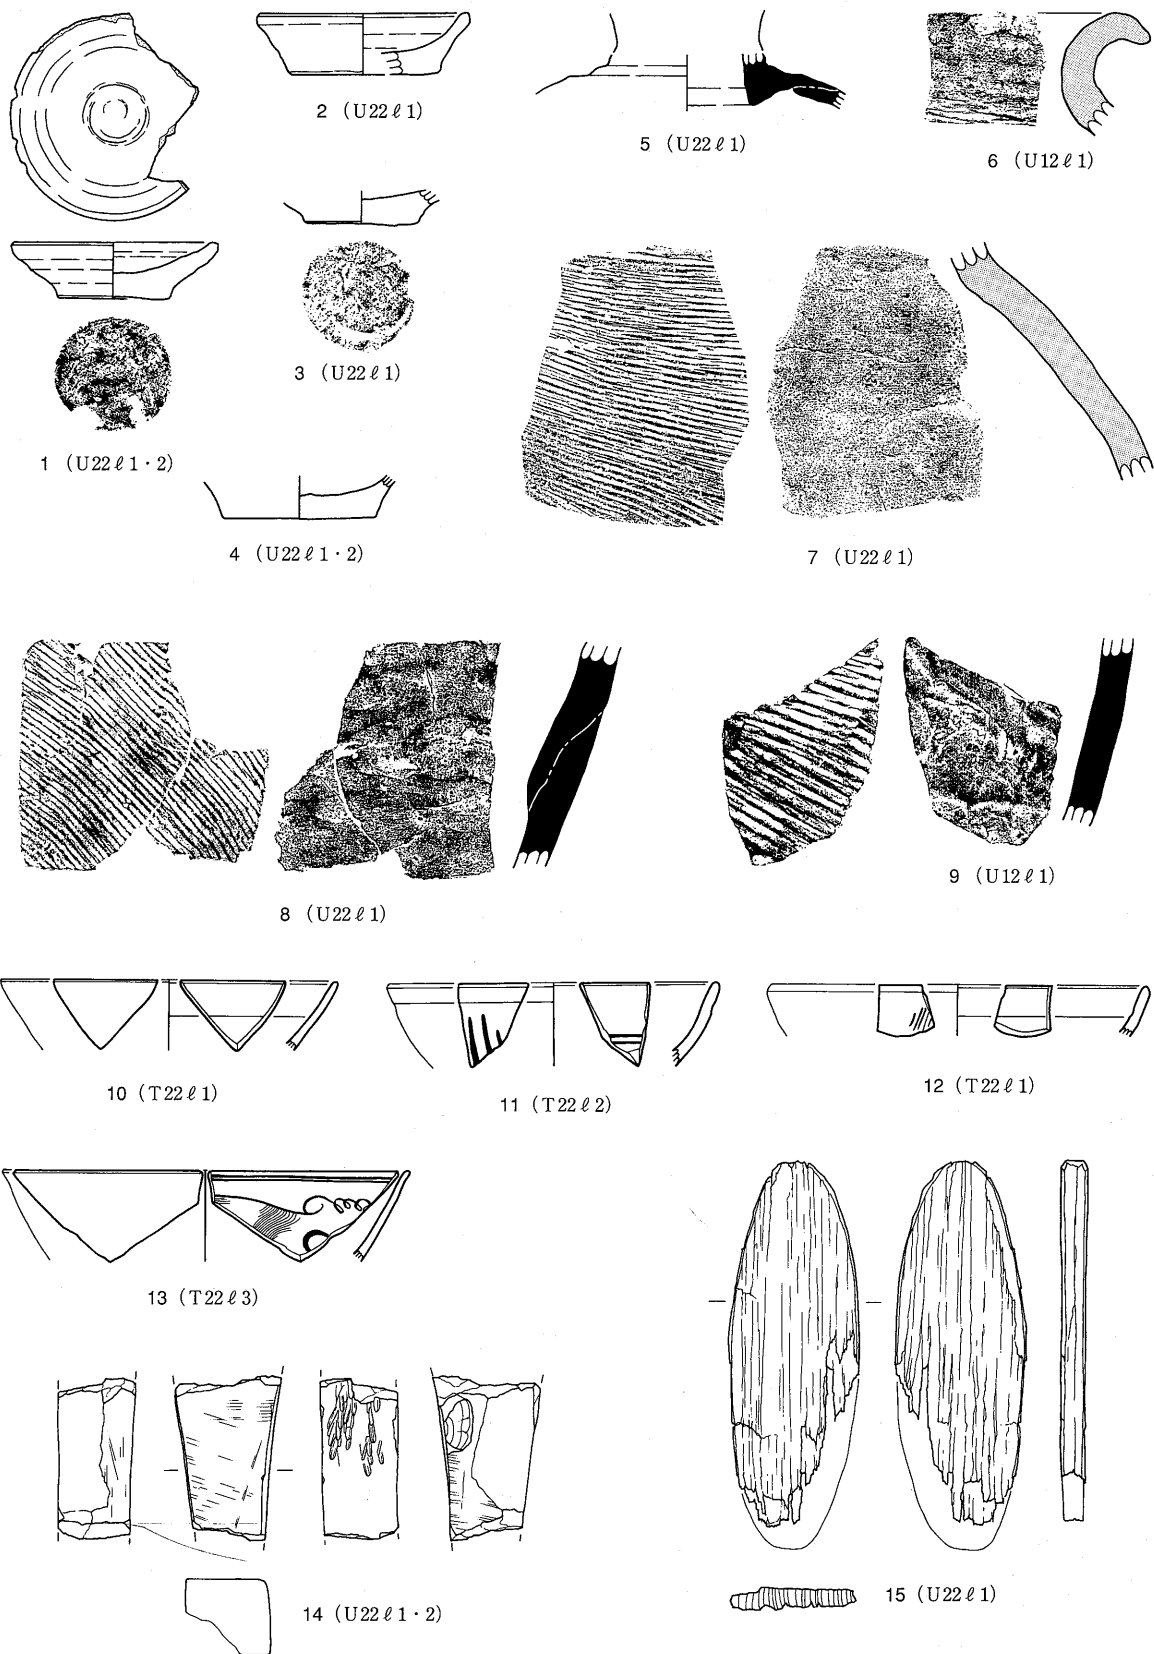 2 (U22ℓ1)
5 (U22ℓ1)
6 (U12ℓ1)
3 (U22ℓ1)
1 (U22ℓ1・2)
4 (U22ℓ1・2)
7 (U22ℓ1)
8 (U22ℓ1)
9 (U12ℓ1)
10 (T22ℓ1)
11 (T22ℓ2)
12 (T22ℓ1)
13 (T22ℓ3)
14 (U22ℓ1・2)
15 (U22ℓ1)